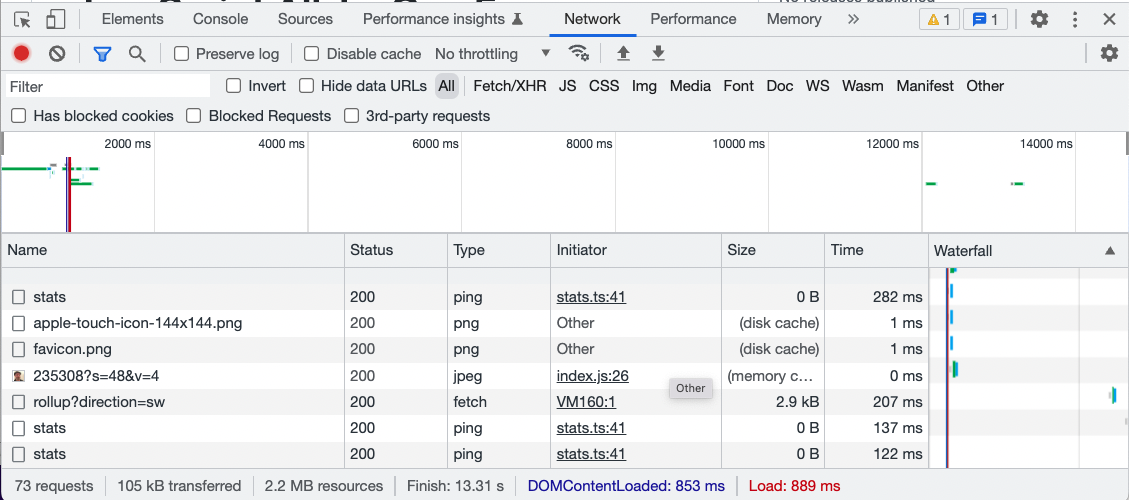 Elements Console Sources Performance insights Network Performance Memory » 1 1
Preserve log Disable cache No throttling
Filter Invert Hide data URLs All Fetch/XHR JS CSS Img Media Font Doc WS Wasm Manifest Other
Has blocked cookies Blocked Requests 3rd-party requests
2000 ms 4000 ms 6000 ms 8000 ms 10000 ms 12000 ms 14000 ms
Name Status Type Initiator Size Time Waterfall
stats 200 ping stats.ts:41 0 B 282 ms
apple-touch-icon-144x144.png 200 png Other (disk cache) 1 ms
favicon.png 200 png Other (disk cache) 1 ms
235308?s=48&v=4 200 jpeg index.js:26 (memory c... 0 ms
Other
rollup?direction=sw 200 fetch VM160:1 2.9 kB 207 ms
stats 200 ping stats.ts:41 0 B 137 ms
stats 200 ping stats.ts:41 0 B 122 ms
73 requests 105 kB transferred 2.2 MB resources Finish: 13.31 s DOMContentLoaded: 853 ms Load: 889 ms